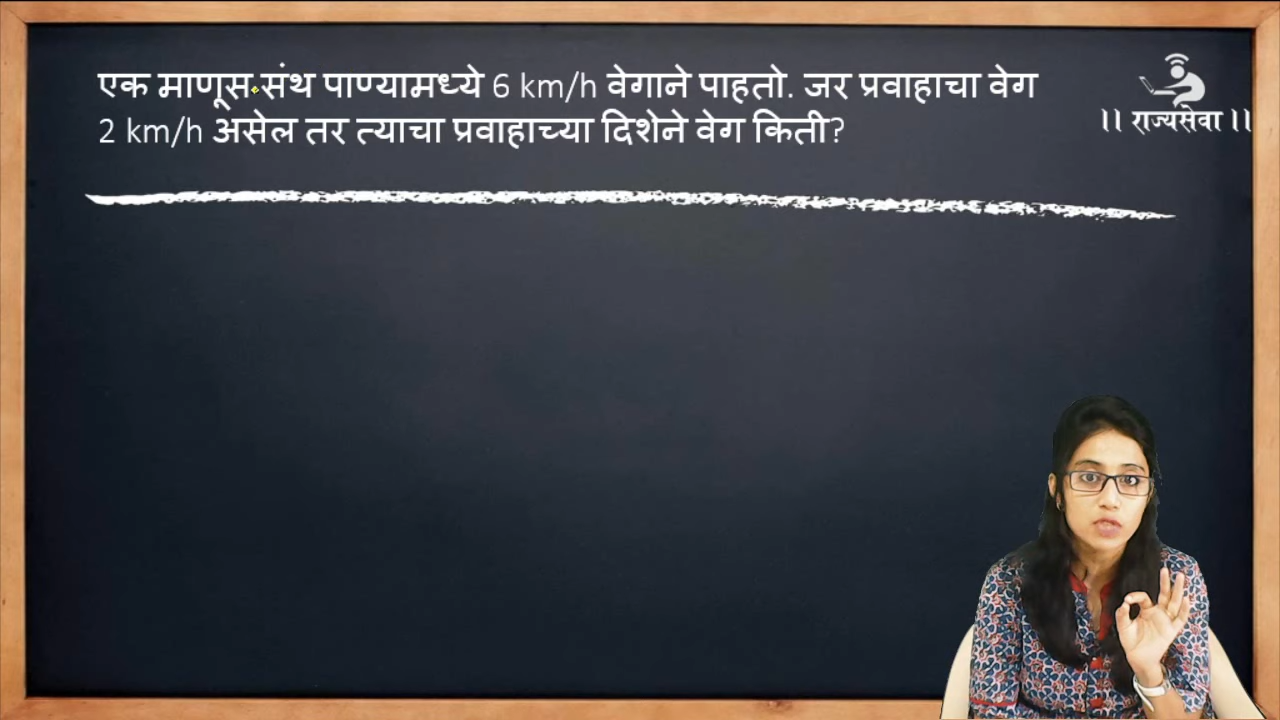 एक माणूस संथ पाण्यामध्ये 6 km/h वेगाने पाहतो. जर प्रवाहाचा वेग
2 km/h असेल तर त्याचा प्रवाहाच्या दिशेने वेग किती?
।। राज्यसेवा ।।